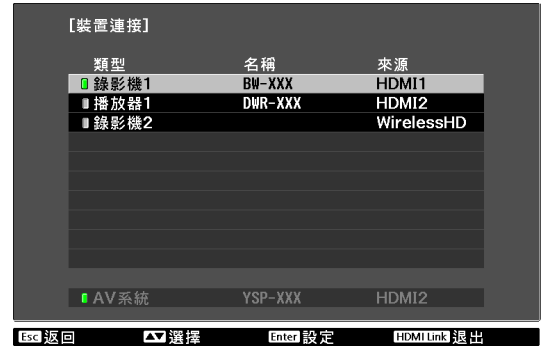 [裝置連接]
類型 名稱 來源
錄影機1 BW-XXX HDMI1
播放器1 DWR-XXX HDMI2
錄影機2 WirelessHD
AV系統 YSP-XXX HDMI2
Esc 返回 選擇 Enter 設定 HDMI Link 退出